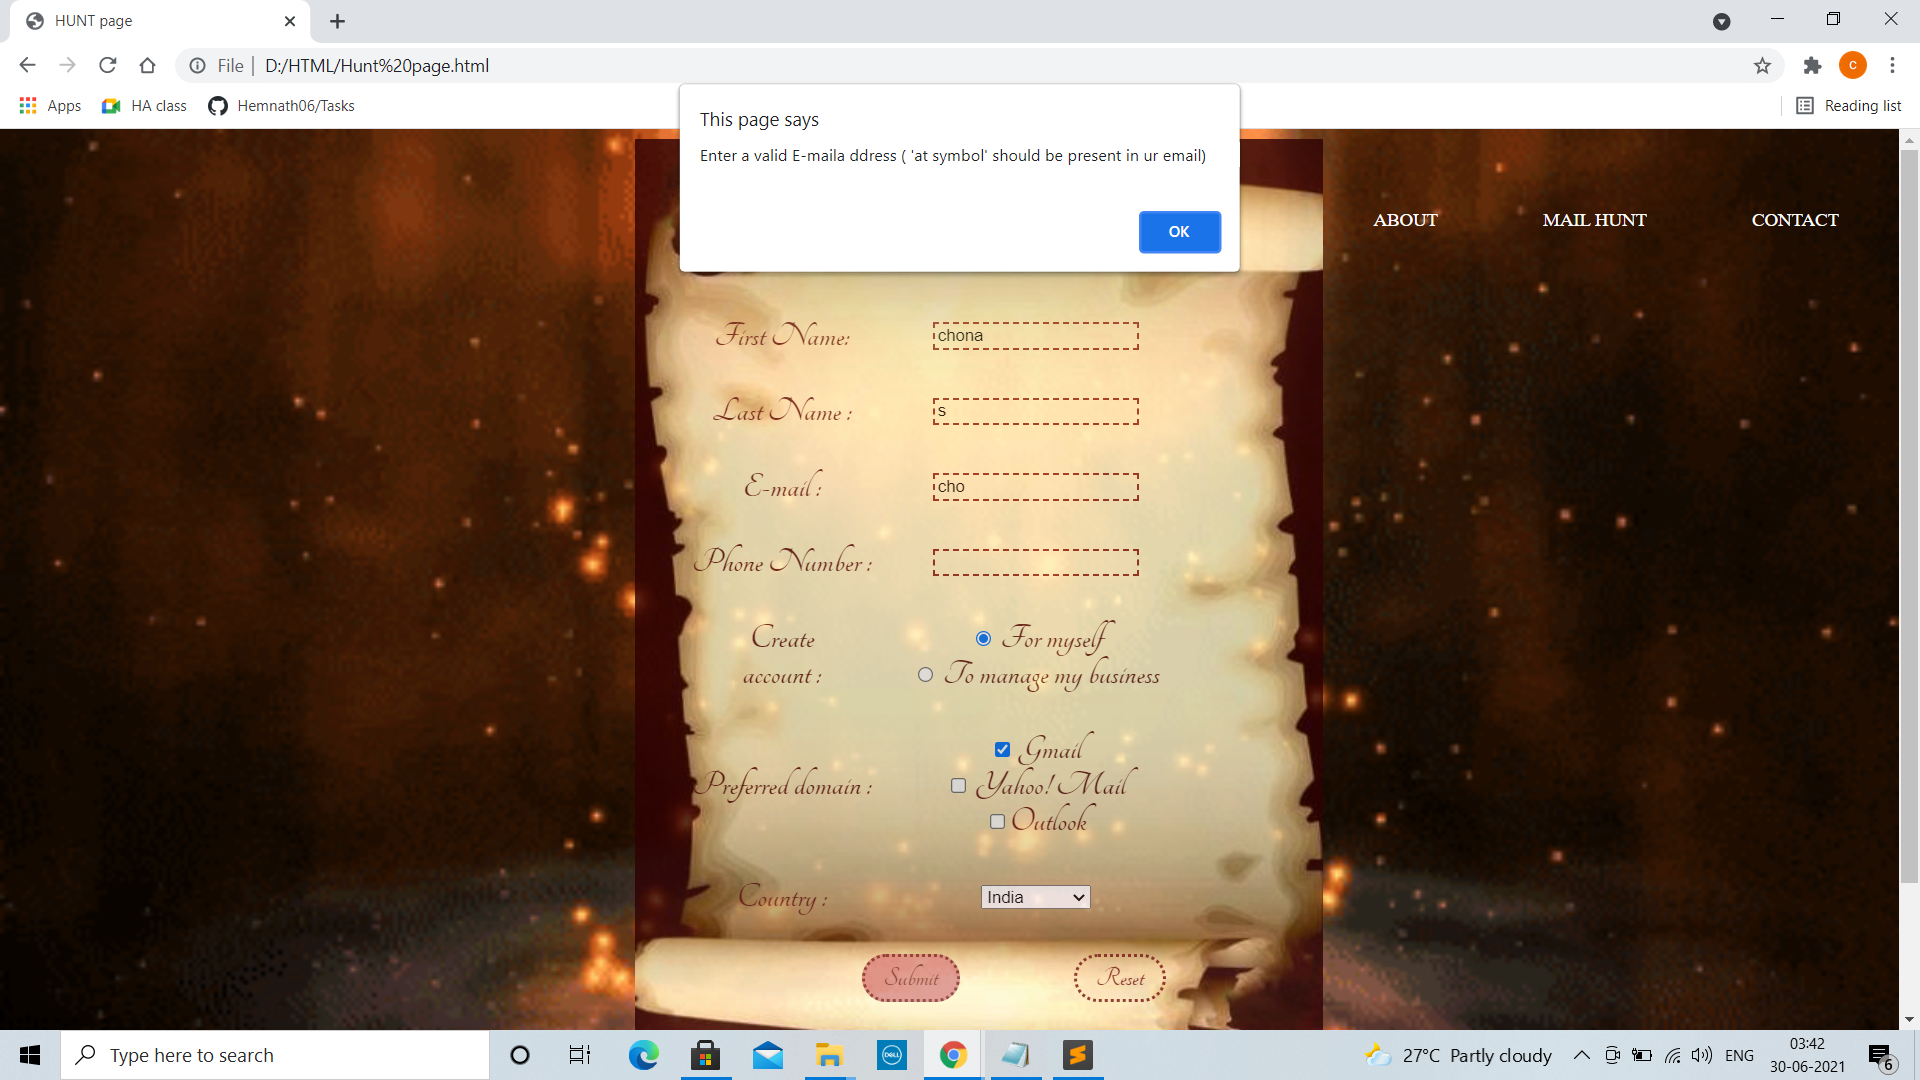 HUNT page
File | D:/HTML/Hunt%20page.html
c
Apps HA class Hemnath06/Tasks Reading list
This page says
Enter a valid E-maila ddress ( 'at symbol' should be present in ur email)
OK
ABOUT MAIL HUNT CONTACT
First Name: chona
Last Name : s
E-mail : cho
Phone Number :
Create account :
For myself
To manage my business
Preferred domain :
Gmail
Yahoo! Mail
Outlook
Country : India
Submit Reset
Type here to search
DELL
27°C Partly cloudy ENG
03:42
30-06-2021
6